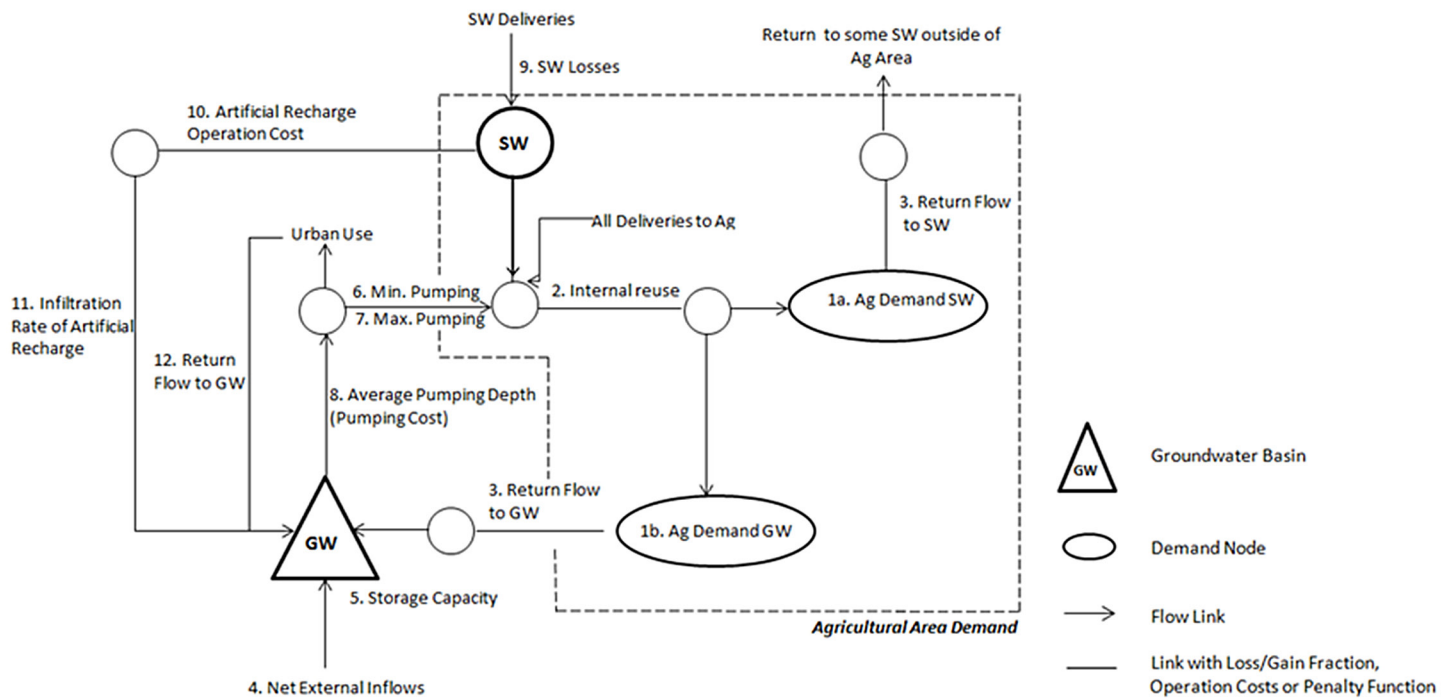 SW Deliveries
9. SW Losses
Return to some SW outside of
Ag Area
10. Artificial Recharge
Operation Cost
SW
3. Return Flow
to SW
Urban Use
All Deliveries to Ag
6. Min. Pumping
7. Max. Pumping
2. Internal reuse
1a. Ag Demand SW
11. Infiltration
Rate of Artificial
Recharge
12. Return
Flow to GW
8. Average Pumping Depth
(Pumping Cost)
3. Return Flow
to GW
1b. Ag Demand GW
GW
5. Storage Capacity
4. Net External Inflows
Agricultural Area Demand
GW
Groundwater Basin
Demand Node
Flow Link
Link with Loss/Gain Fraction,
Operation Costs or Penalty Function